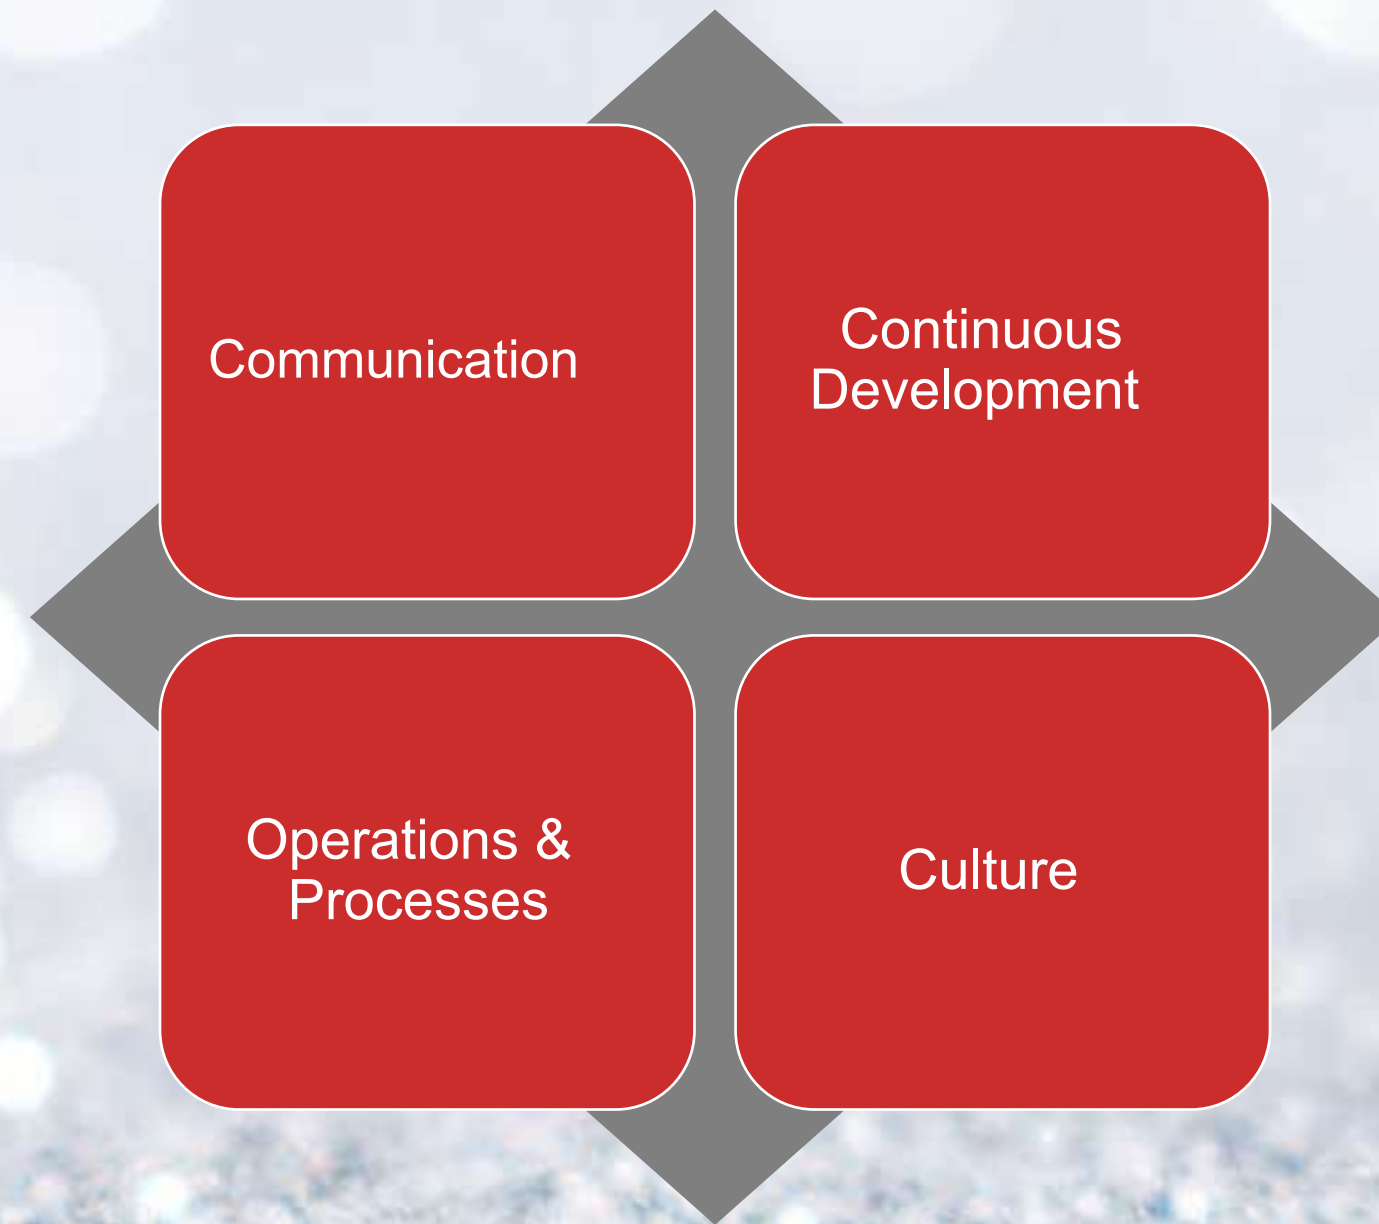 Communication
Continuous
Development
Operations &
Processes
Culture